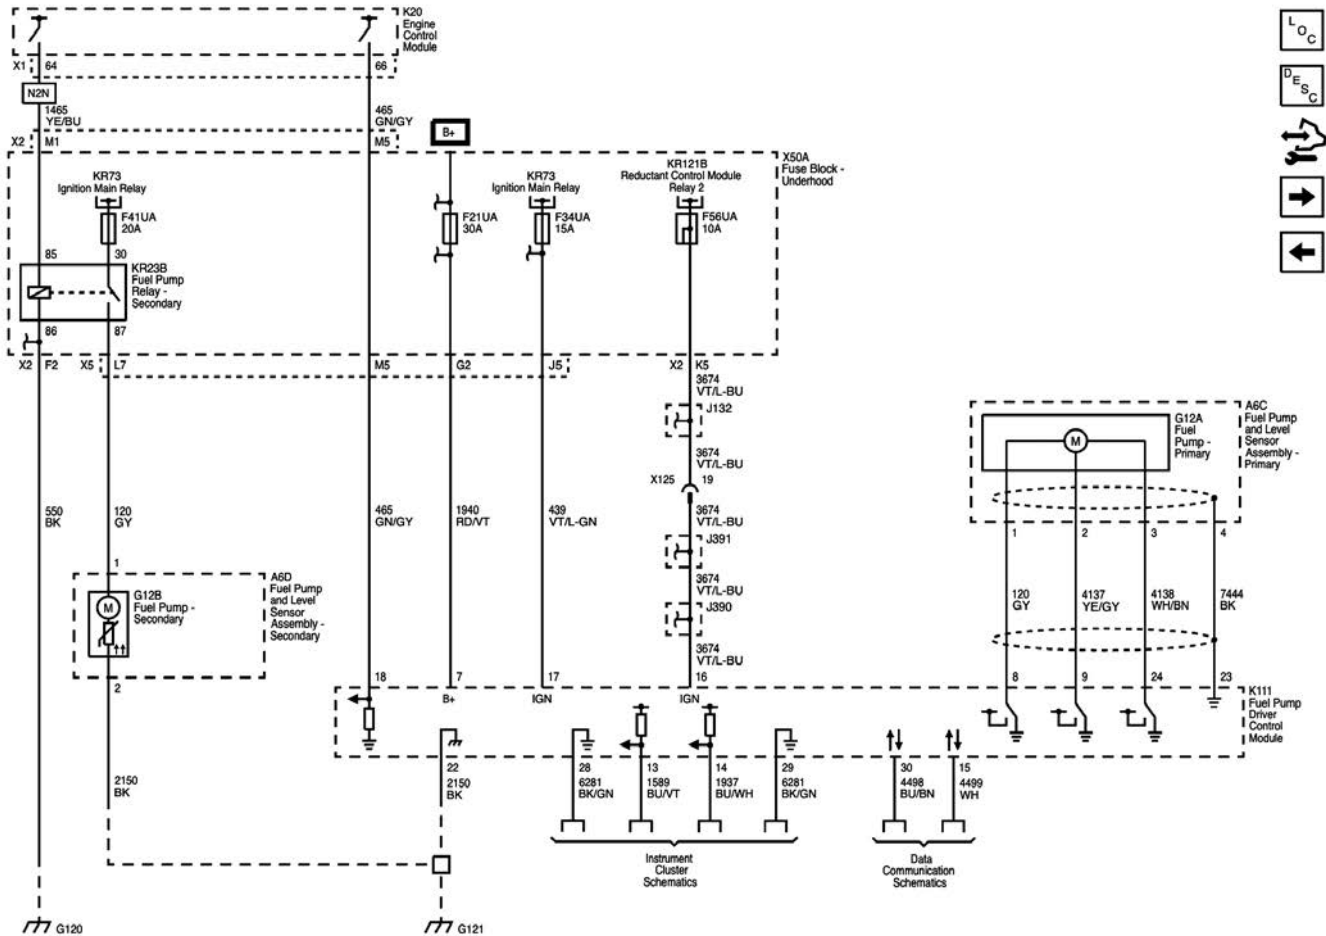 K20
Engine
Control
Module
L
O
C
D
E
S
C
X1
64
66
N2N
1465
YE/BU
465
GN/GY
B+
X2
M1
M5
X50A
Fuse Block -
Underhood
KR73
Ignition Main Relay
KR73
Ignition Main Relay
KR121B
Reductant Control Module
Relay 2
F41UA
20A
F21UA
30A
F34UA
15A
F56UA
10A
85
30
KR23B
Fuel Pump
Relay -
Secondary
86
87
X2
F2
X5
L7
M5
G2
J5
X2
K5
3674
VT/L-BU
J132
3674
VT/L-BU
X125
19
A6C
Fuel Pump
and Level
Sensor
Assembly -
Primary
G12A
Fuel
Pump -
Primary
M
550
BK
120
GY
465
GN/GY
1940
RD/VT
439
VT/L-GN
3674
VT/L-BU
J391
3674
VT/L-BU
J390
3674
VT/L-BU
1
2
3
4
120
GY
4137
YE/GY
4138
WH/BN
7444
BK
1
A6D
Fuel Pump
and Level
Sensor
Assembly -
Secondary
G12B
Fuel Pump -
Secondary
M
2
18
7
17
16
8
9
24
23
B+
IGN
IGN
K111
Fuel Pump
Driver
Control
Module
2150
BK
22
2150
BK
28
6281
BK/GN
13
1589
BU/VT
14
1937
BU/WH
29
6281
BK/GN
30
4498
BU/BN
15
4499
WH
Instrument
Cluster
Schematics
Data
Communication
Schematics
G120
G121